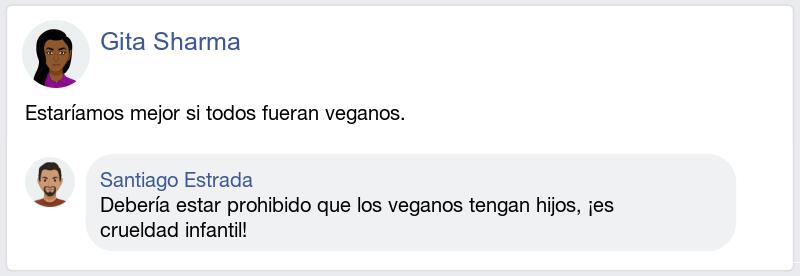 Gita Sharma
Estaríamos mejor si todos fueran veganos.
Santiago Estrada
Debería estar prohibido que los veganos tengan hijos, ¡es
crueldad infantil!